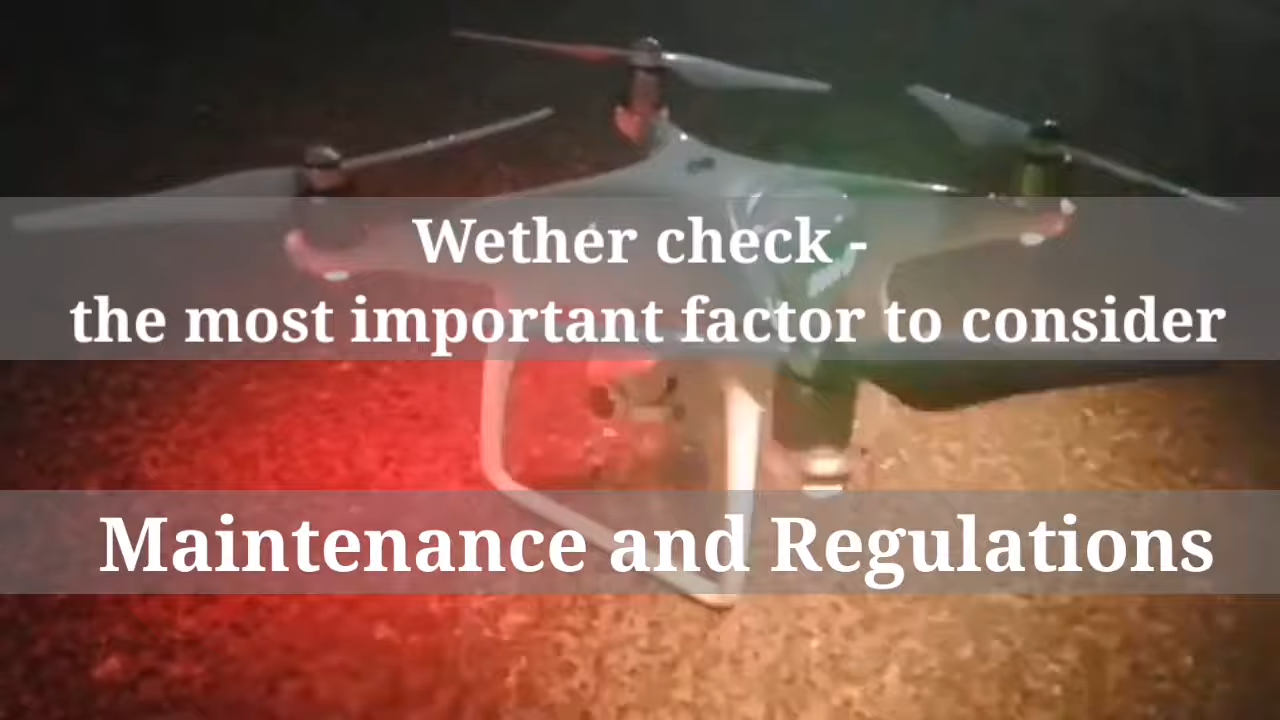 Wether check -
the most important factor to consider
Maintenance and Regulations